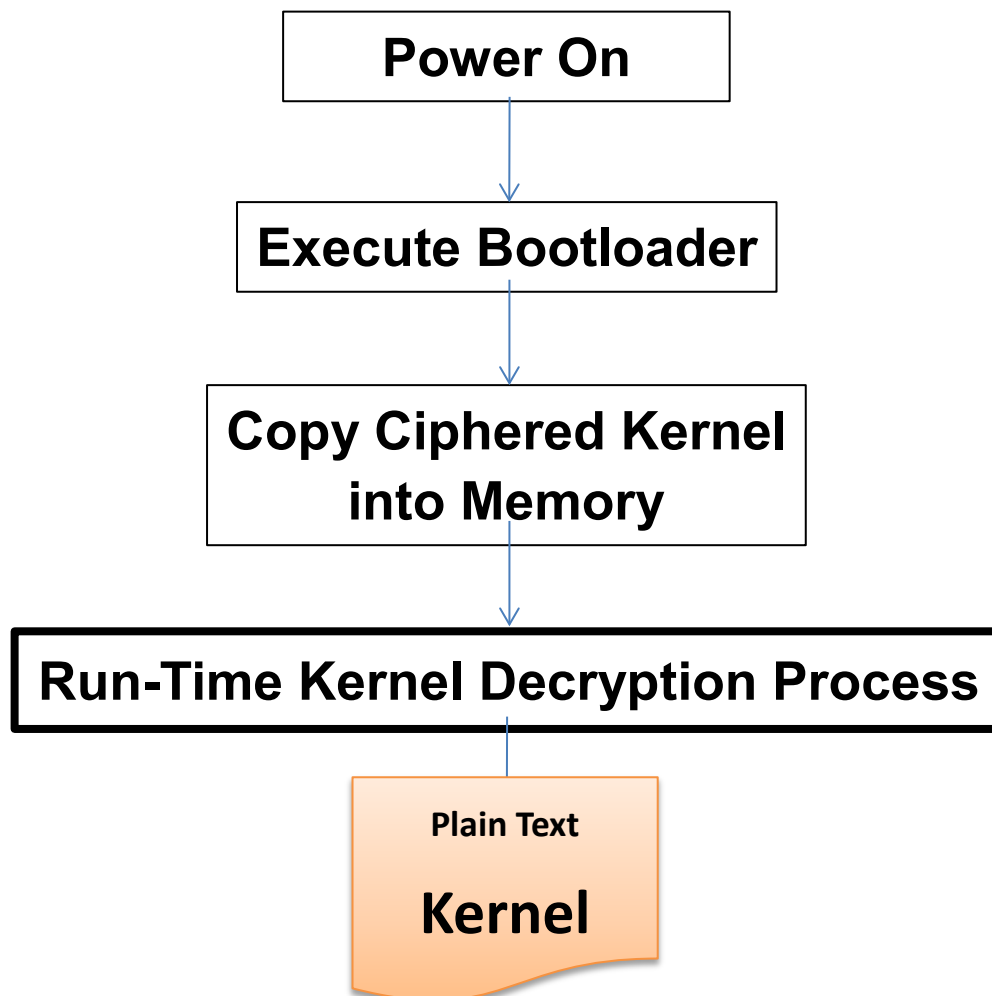 Power On
Execute Bootloader
Copy Ciphered Kernel
into Memory
Run-Time Kernel Decryption Process
Plain Text
Kernel